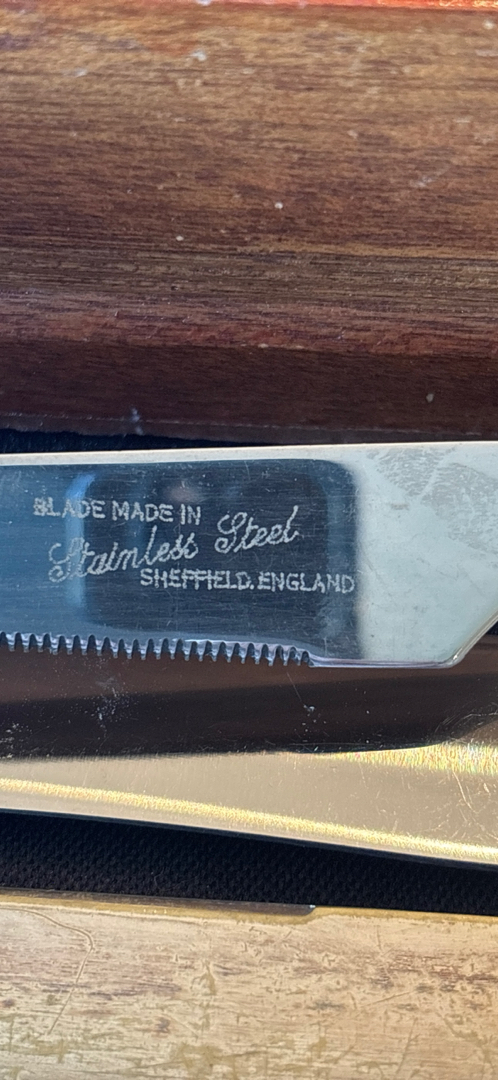 BLADE MADE IN
Stainless Steel
SHEFFIELD. ENGLAND